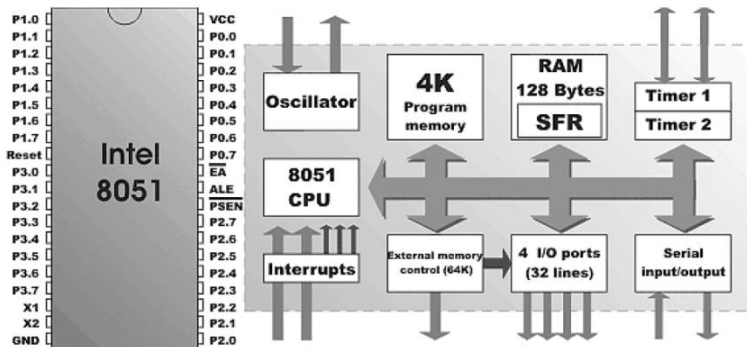 P1.0
P1.1
P1.2
P1.3
P1.4
P1.5
P1.6
P1.7
Reset
P3.0
P3.1
P3.2
P3.3
P3.4
P3.5
P3.6
P3.7
X1
X2
GND
Intel
8051
VCC
P0.0
P0.1
P0.2
P0.3
P0.4
P0.5
P0.6
P0.7
EA
ALE
PSEN
P2.7
P2.6
P2.5
P2.4
P2.3
P2.2
P2.1
P2.0
Oscillator
4K
Program
memory
RAM
128 Bytes
SFR
Timer 1
Timer 2
8051
CPU
Interrupts
External memory
control (64K)
4 I/O ports
(32 lines)
Serial
input/output